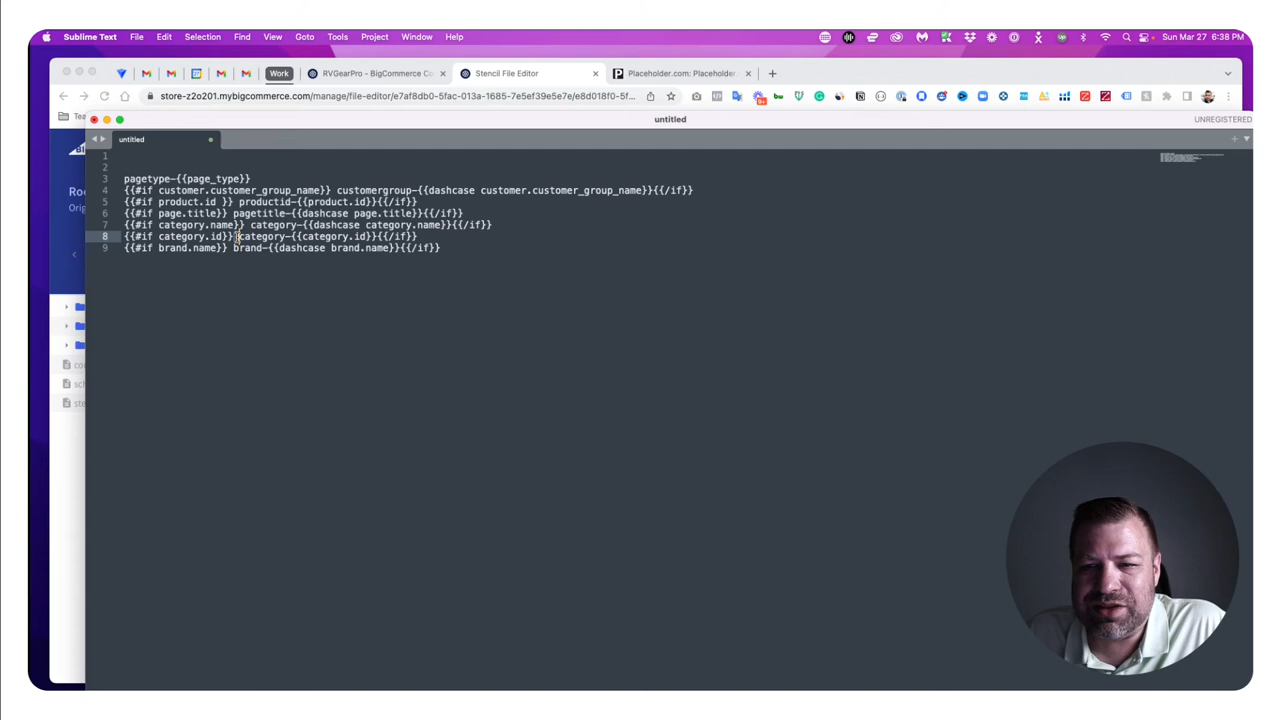 Sublime Text File Edit Selection Find View Goto Tools Project Window Help Sun Mar 27 6:38 PM
Work RVGearPro - BigCommerce Co Stencil File Editor Placeholder.com: Placeholder.
store-z2o201.mybigcommerce.com/manage/file-editor/e7af8db0-5fac-013a-1685-7e5ef39e5e7e/e8d018f0-5f...
untitled UNREGISTERED
untitled
1
2
3 pagetype-{{page_type}}
4 {{#if customer.customer_group_name}} customergroup-{{dashcase customer.customer_group_name}}{{/if}}
5 {{#if product.id }} productid-{{product.id}}{{/if}}
6 {{#if page.title}} pagetitle-{{dashcase page.title}}{{/if}}
7 {{#if category.name}} category-{{dashcase category.name}}{{/if}}
8 {{#if category.id}} category-{{category.id}}{{/if}}
9 {{#if brand.name}} brand-{{dashcase brand.name}}{{/if}}